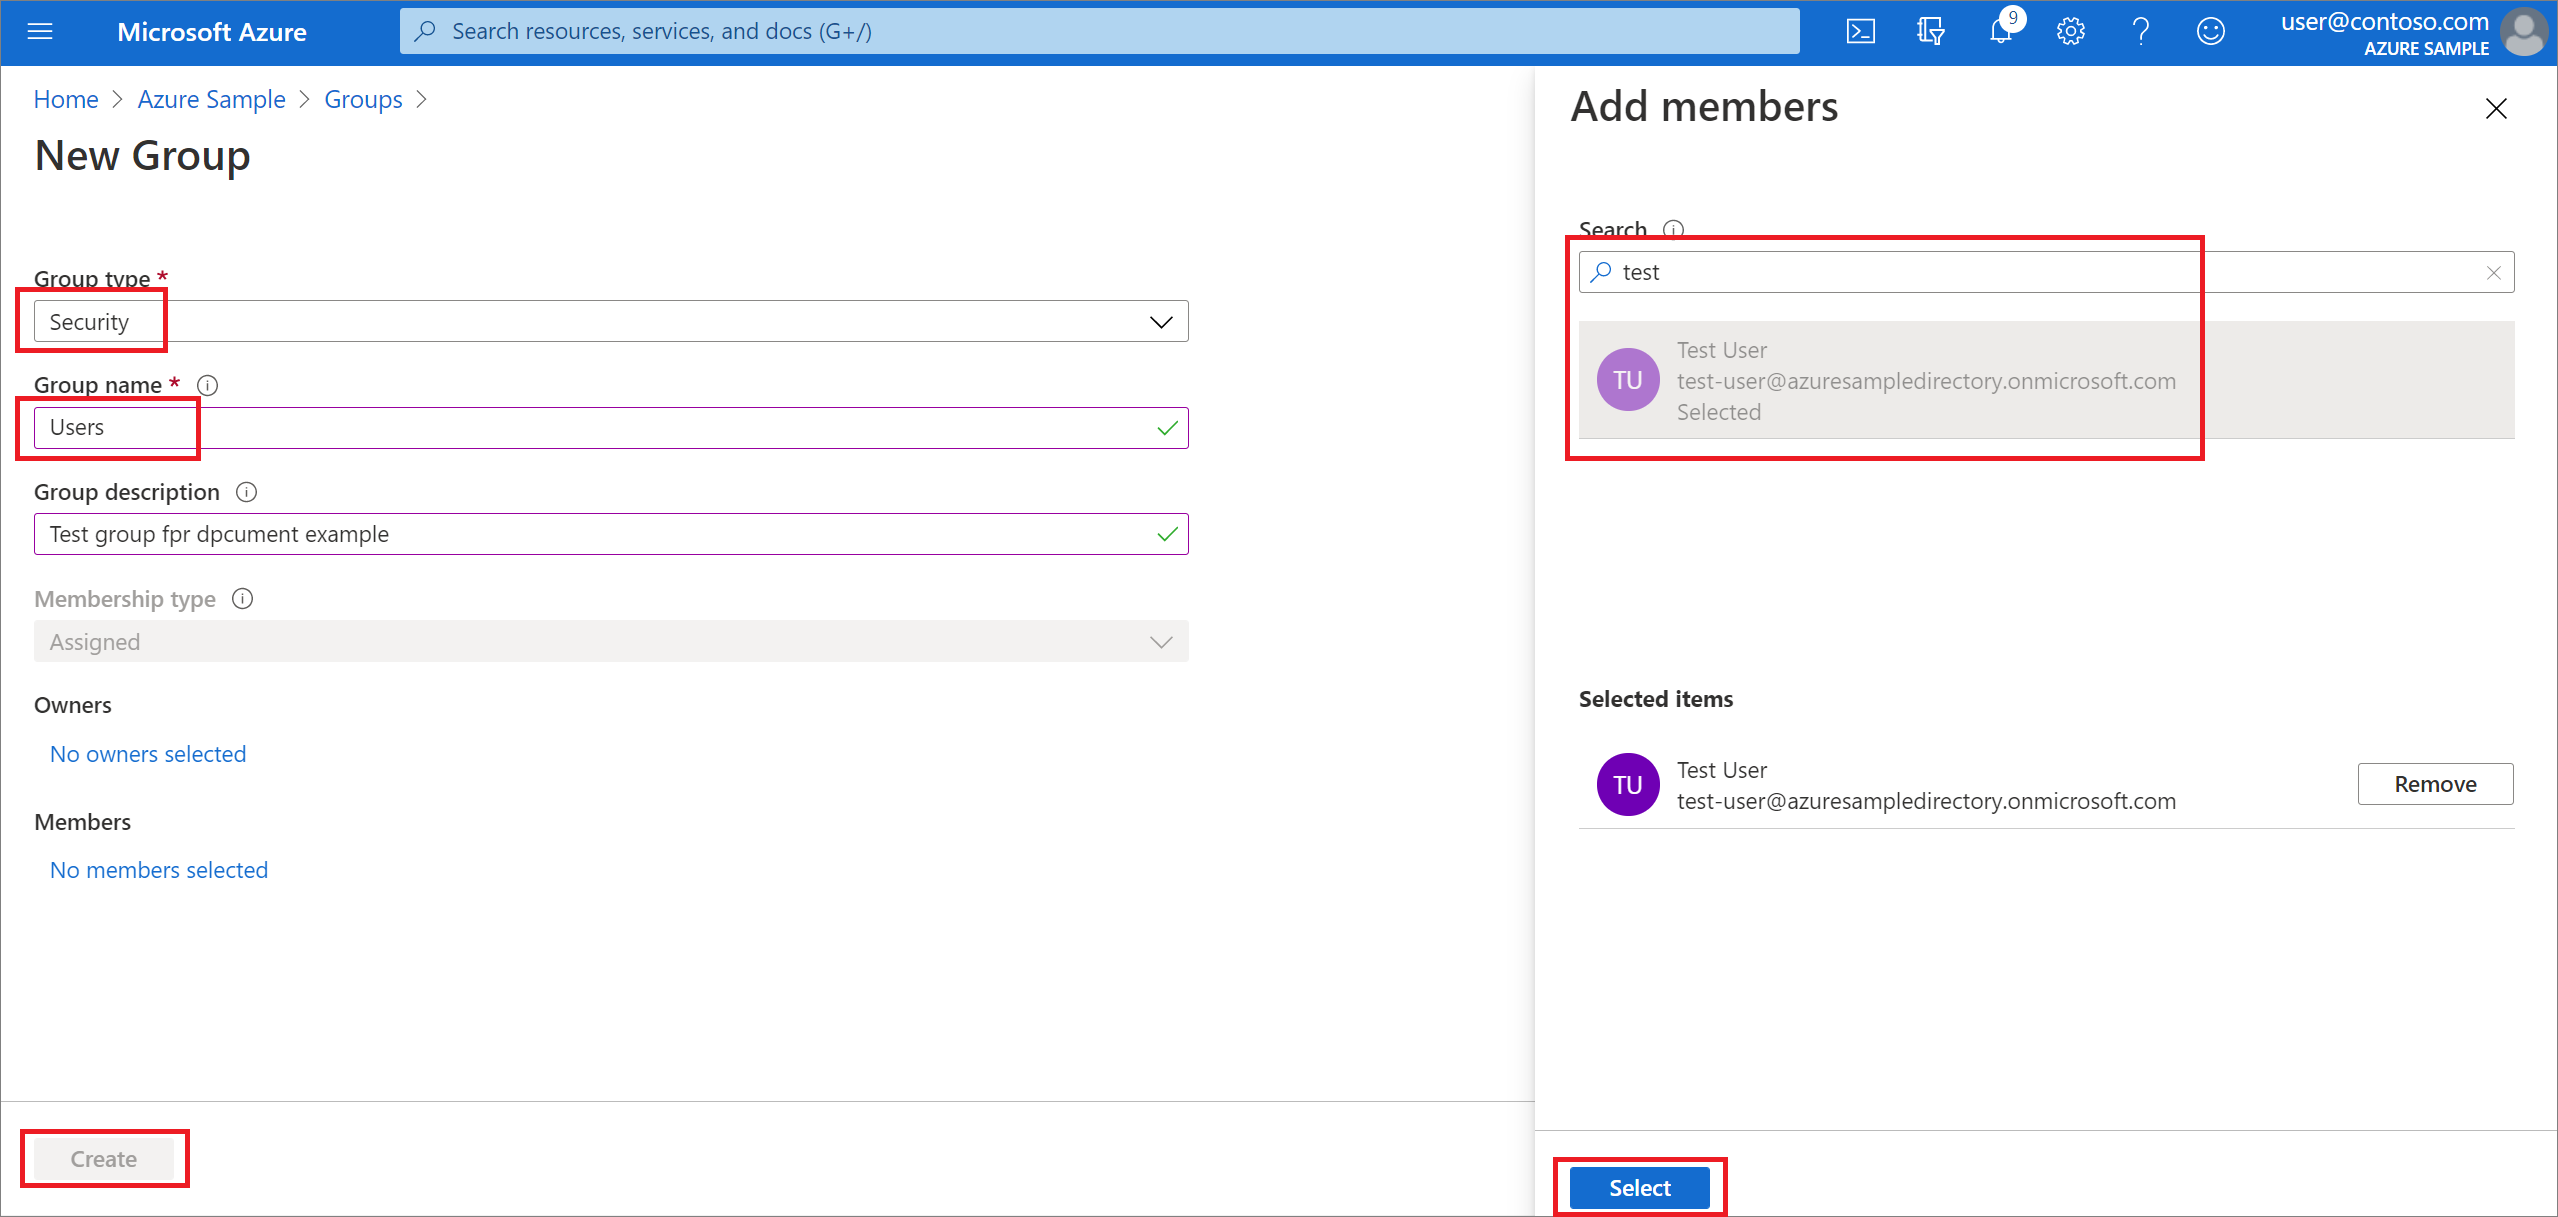 Microsoft Azure
Search resources, services, and docs (G+/)
9
user@contoso.com
AZURE SAMPLE
Home > Azure Sample > Groups >
New Group
Group type *
Security
Group name *
Users
Group description
Test group fpr dpcument example
Membership type
Assigned
Owners
No owners selected
Members
No members selected
Create
Add members
Search
test
TU
Test User
test-user@azuresampledirectory.onmicrosoft.com
Selected
Selected items
TU
Test User
test-user@azuresampledirectory.onmicrosoft.com
Remove
Select